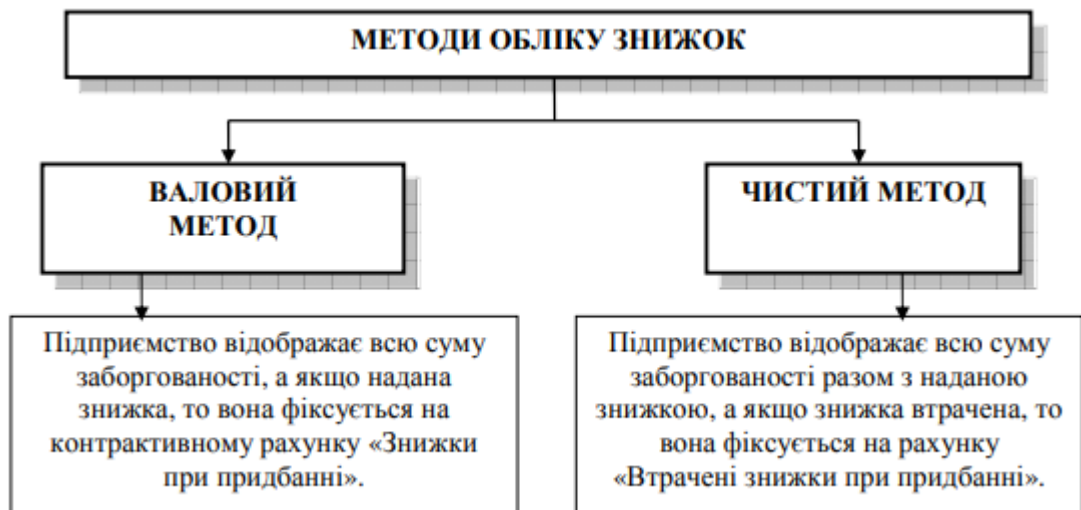 МЕТОДИ ОБЛІКУ ЗНИЖОК
ВАЛОВИЙ
МЕТОД
Підприємство відображає всю суму
заборгованості, а якщо надана
знижка, то вона фіксується на
контрактивному рахунку «Знижки
при придбанні».
ЧИСТИЙ МЕТОД
Підприємство відображає всю суму
заборгованості разом з наданою
знижкою, а якщо знижка втрачена, то
вона фіксується на рахунку
«Втрачені знижки при придбанні».